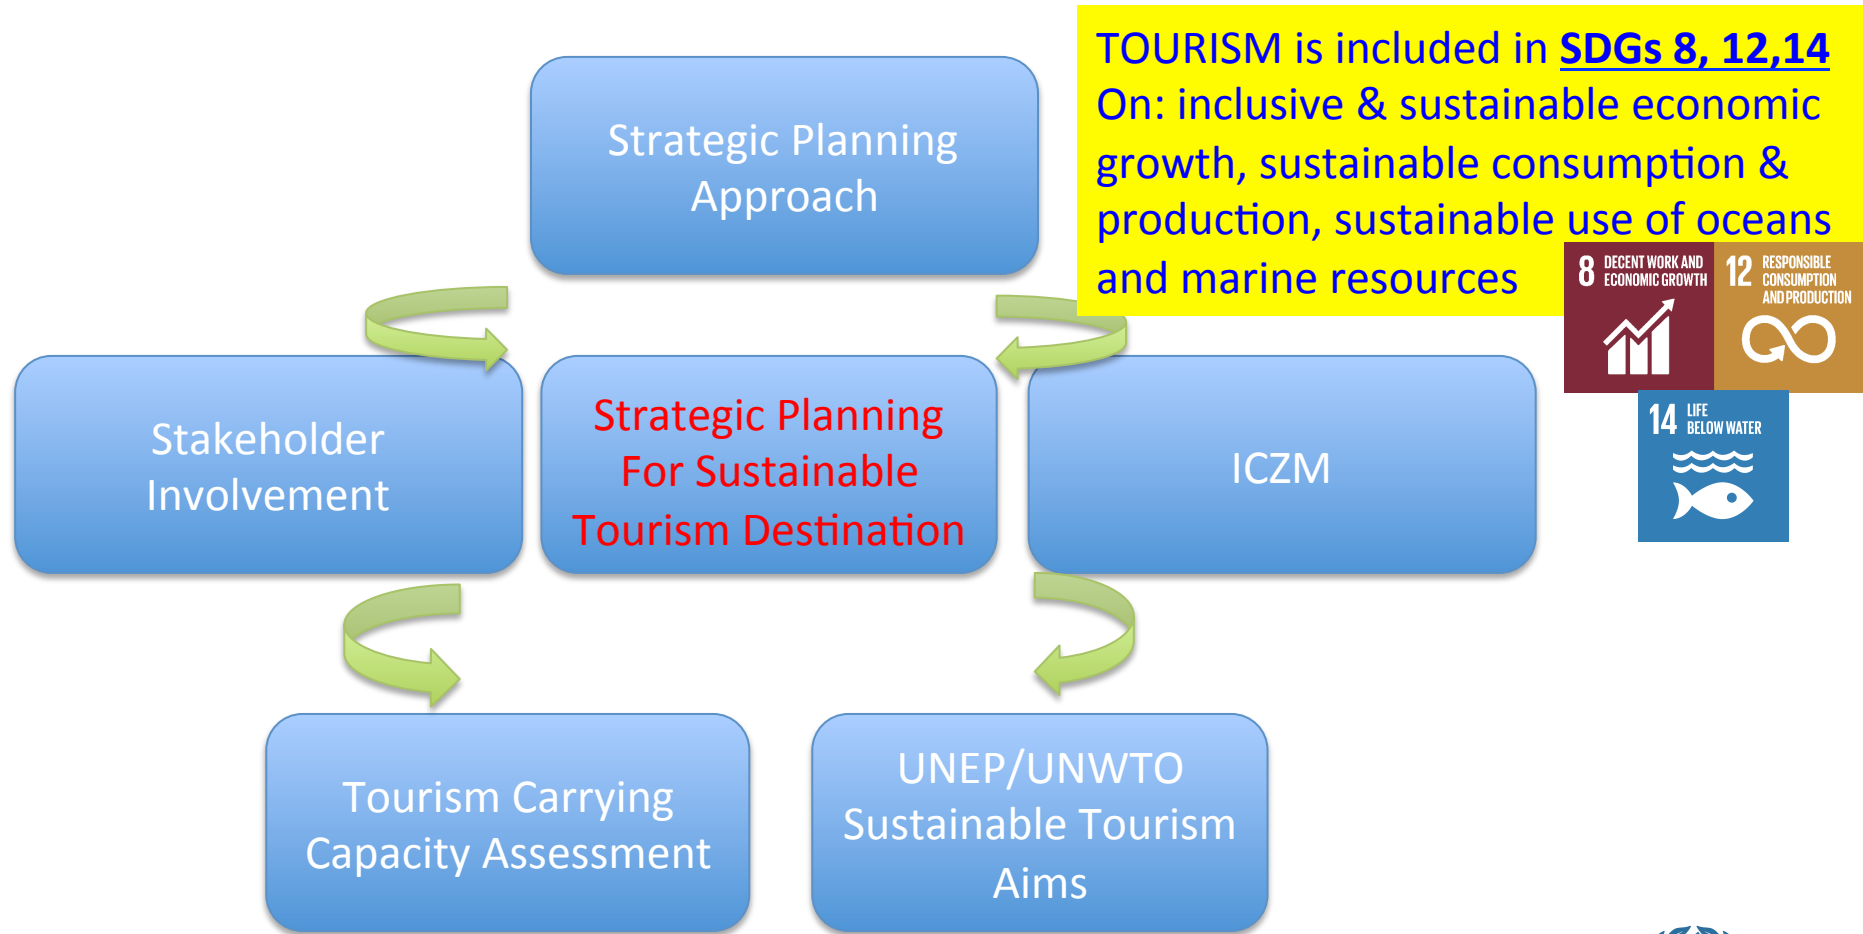 Strategic Planning
Approach
TOURISM is included in SDGs 8, 12,14
On: inclusive & sustainable economic
growth, sustainable consumption &
production, sustainable use of oceans
and marine resources
8 DECENT WORK AND
ECONOMIC GROWTH
12 RESPONSIBLE
CONSUMPTION
AND PRODUCTION
14 LIFE
BELOW WATER
Stakeholder
Involvement
Strategic Planning
For Sustainable
Tourism Destination
ICZM
Tourism Carrying
Capacity Assessment
UNEP/UNWTO
Sustainable Tourism
Aims